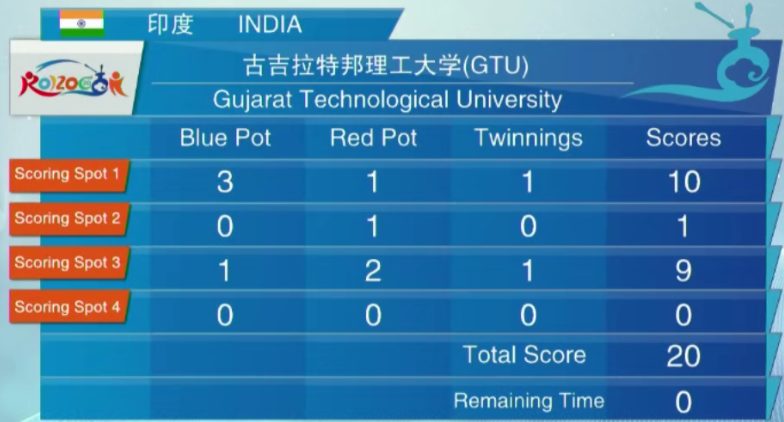 印度 INDIA
古吉拉特邦理工大学(GTU)
Gujarat Technological University
Blue Pot Red Pot Twinnings Scores
Scoring Spot 1 3 1 1 10
Scoring Spot 2 0 1 0 1
Scoring Spot 3 1 2 1 9
Scoring Spot 4 0 0 0 0
Total Score 20
Remaining Time 0